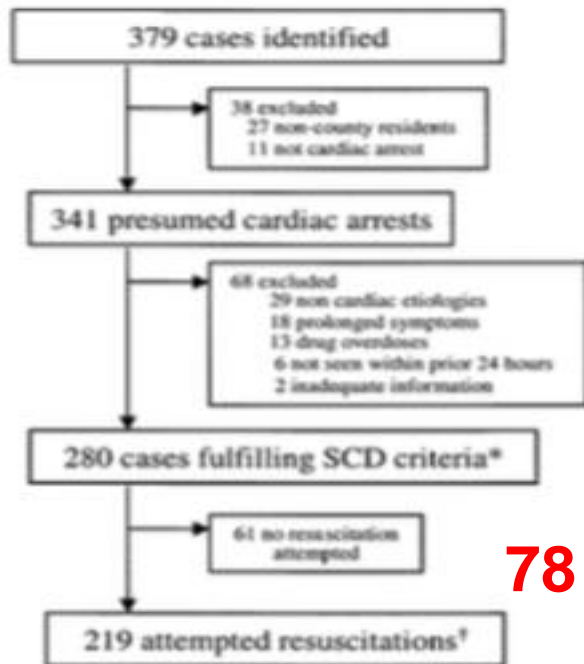 379 cases identified
38 excluded
27 non-county residents
11 not cardiac arrest
341 presumed cardiac arrests
68 excluded
29 non cardiac etiologies
18 prolonged symptoms
13 drug overdoses
6 not seen within prior 24 hours
2 inadequate information
280 cases fulfilling SCD criteria*
61 no resuscitation
attempted
78
219 attempted resuscitations†